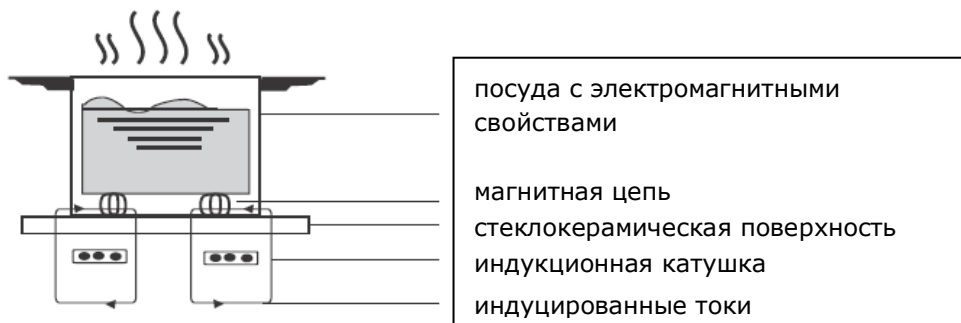 посуда с электромагнитными
свойствами
магнитная цепь
стеклокерамическая поверхность
индукционная катушка
индуцированные токи